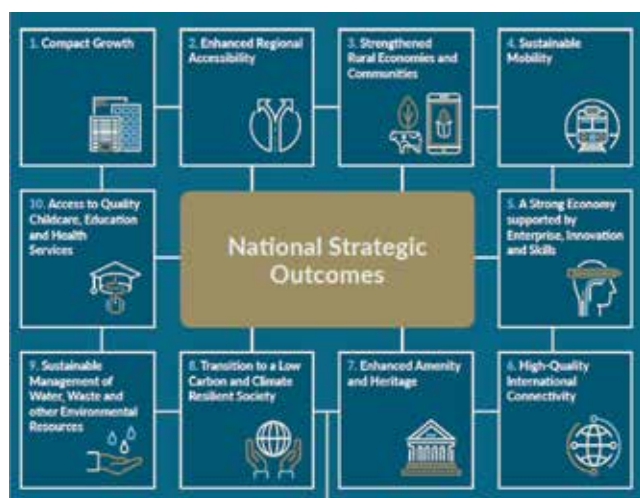 1. Compact Growth
2. Enhanced Regional
Accessibility
3. Strengthened
Rural Economies and
Communities
4. Sustainable
Mobility
10. Access to Quality
Childcare, Education
and Health
Services
National Strategic
Outcomes
5. A Strong Economy
supported by
Enterprise, Innovation
and Skills
9. Sustainable
Management of
Water, Waste and
other Environmental
Resources
8. Transition to a Low
Carbon and Climate
Resilient Society
7. Enhanced Amenity
and Heritage
6. High-Quality
International
Connectivity